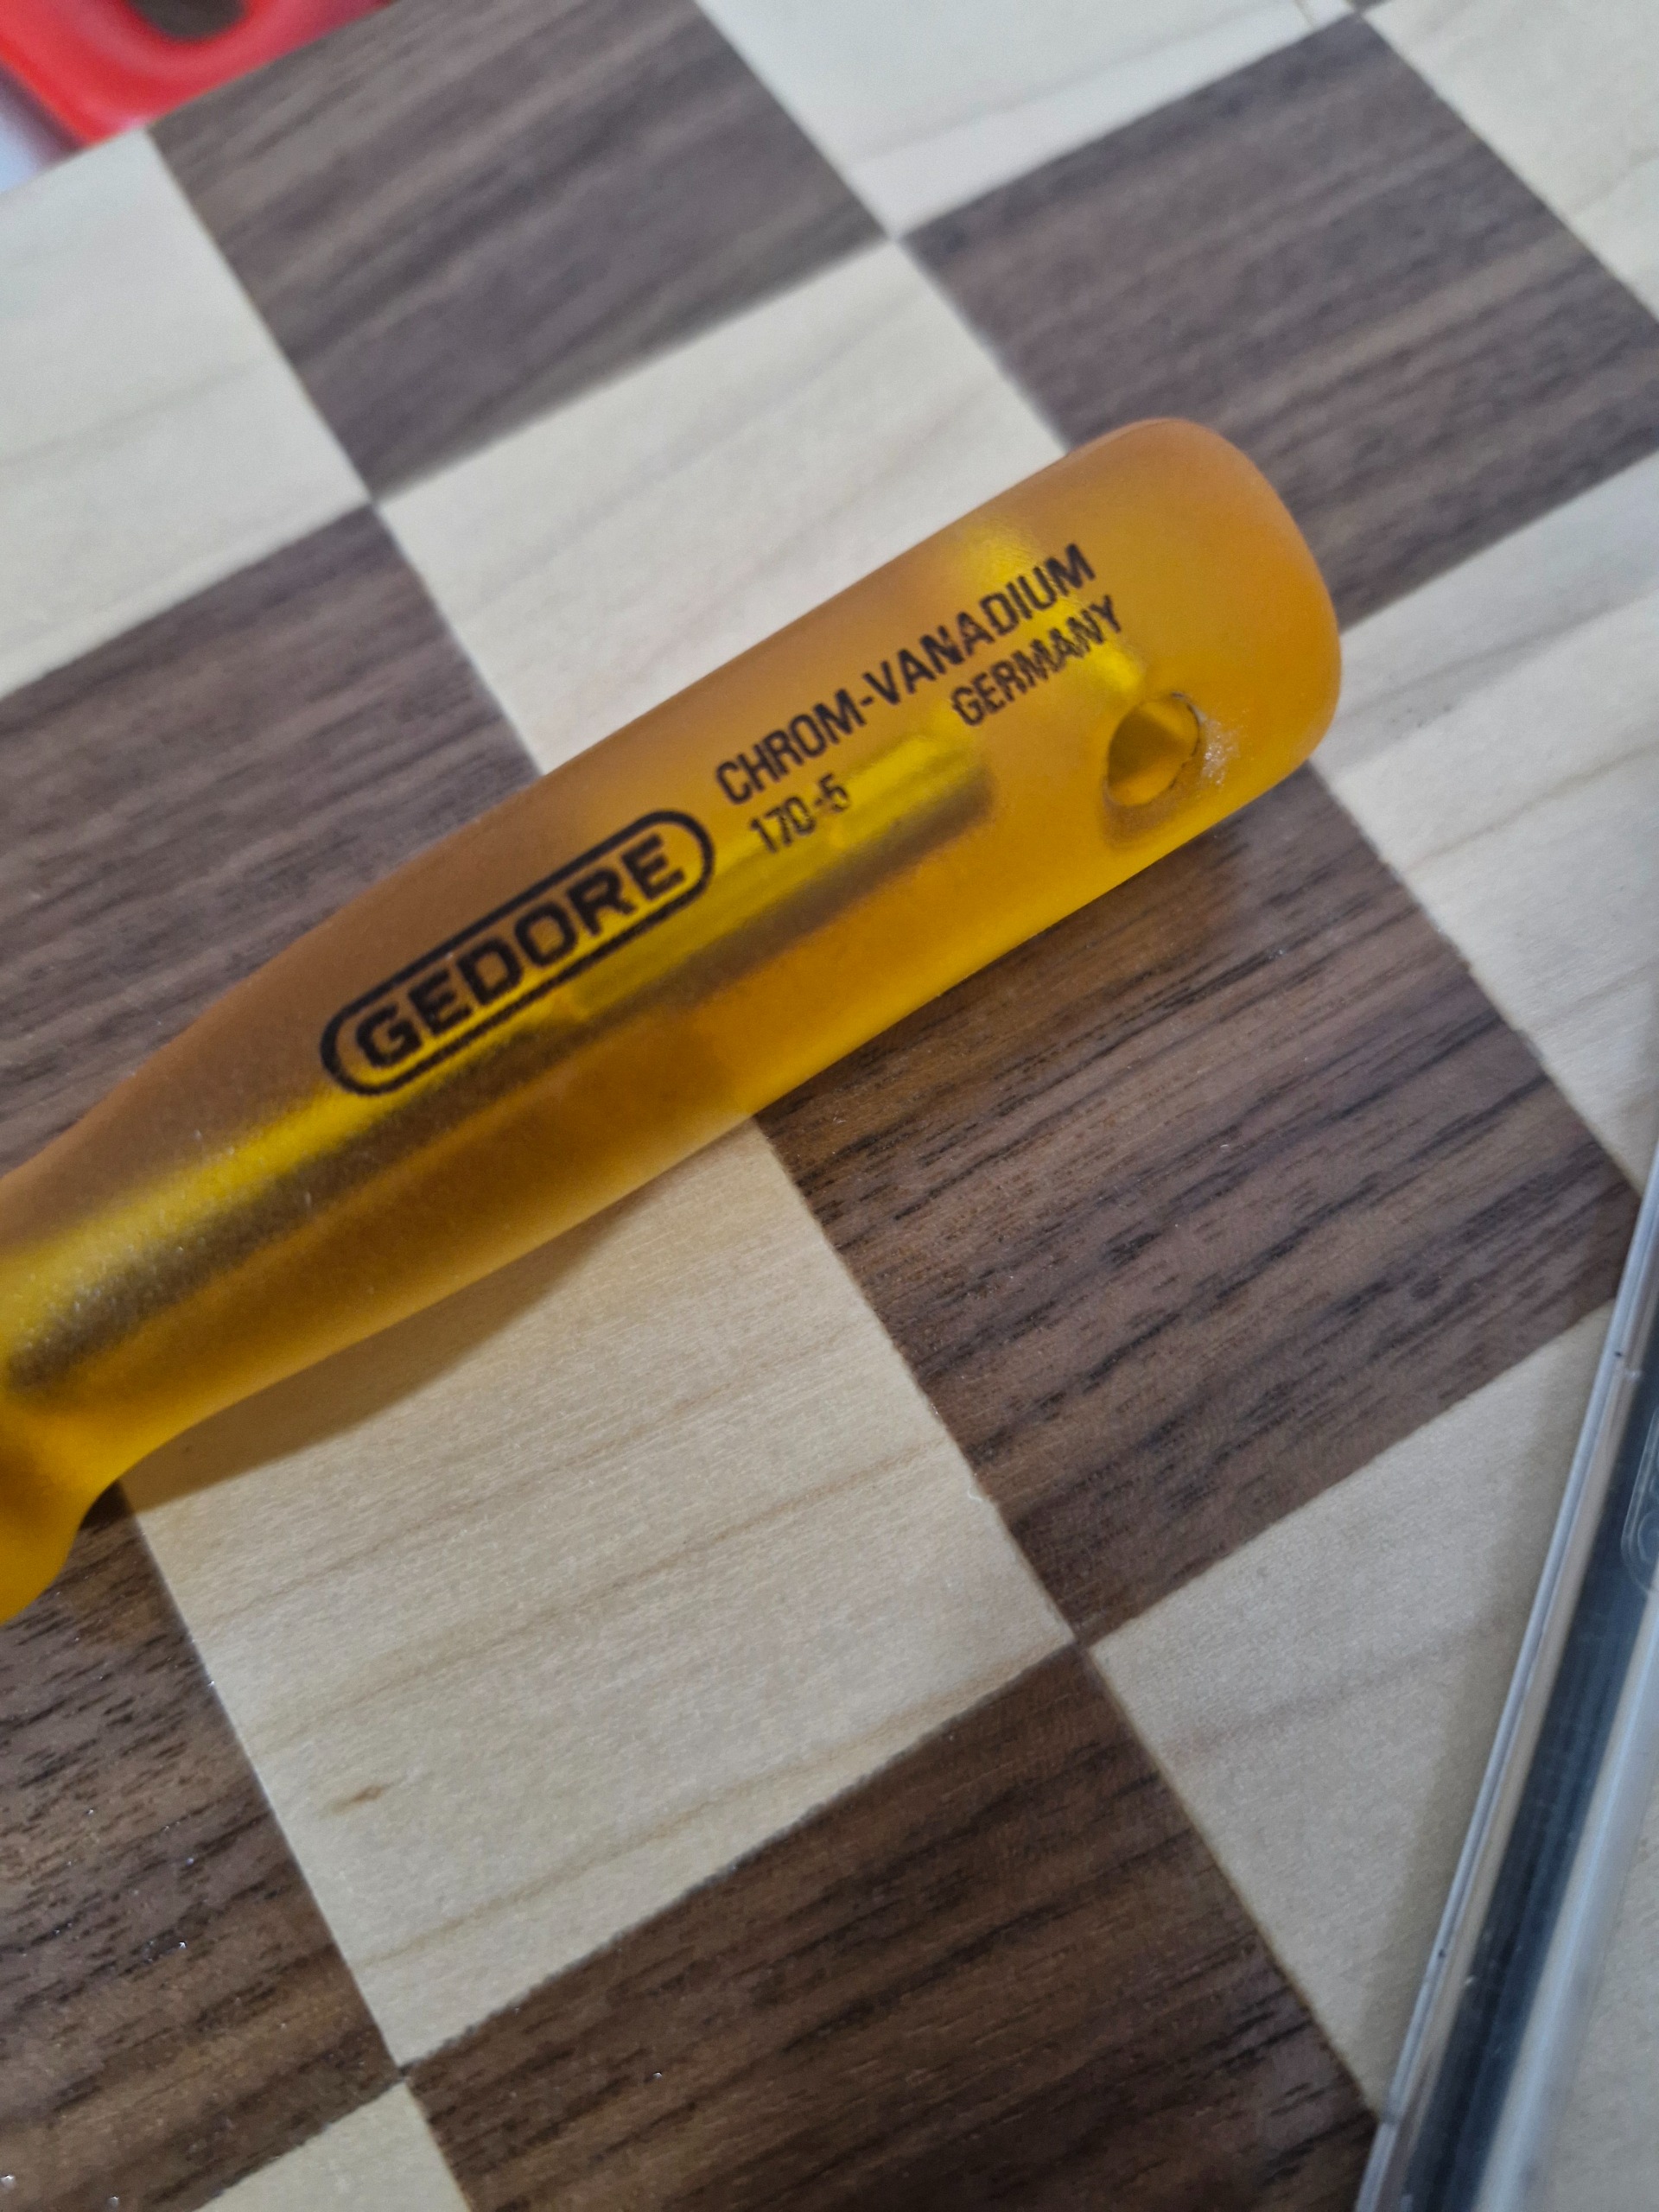 GEDORE
CHROM-VANADIUM
170-5 GERMANY